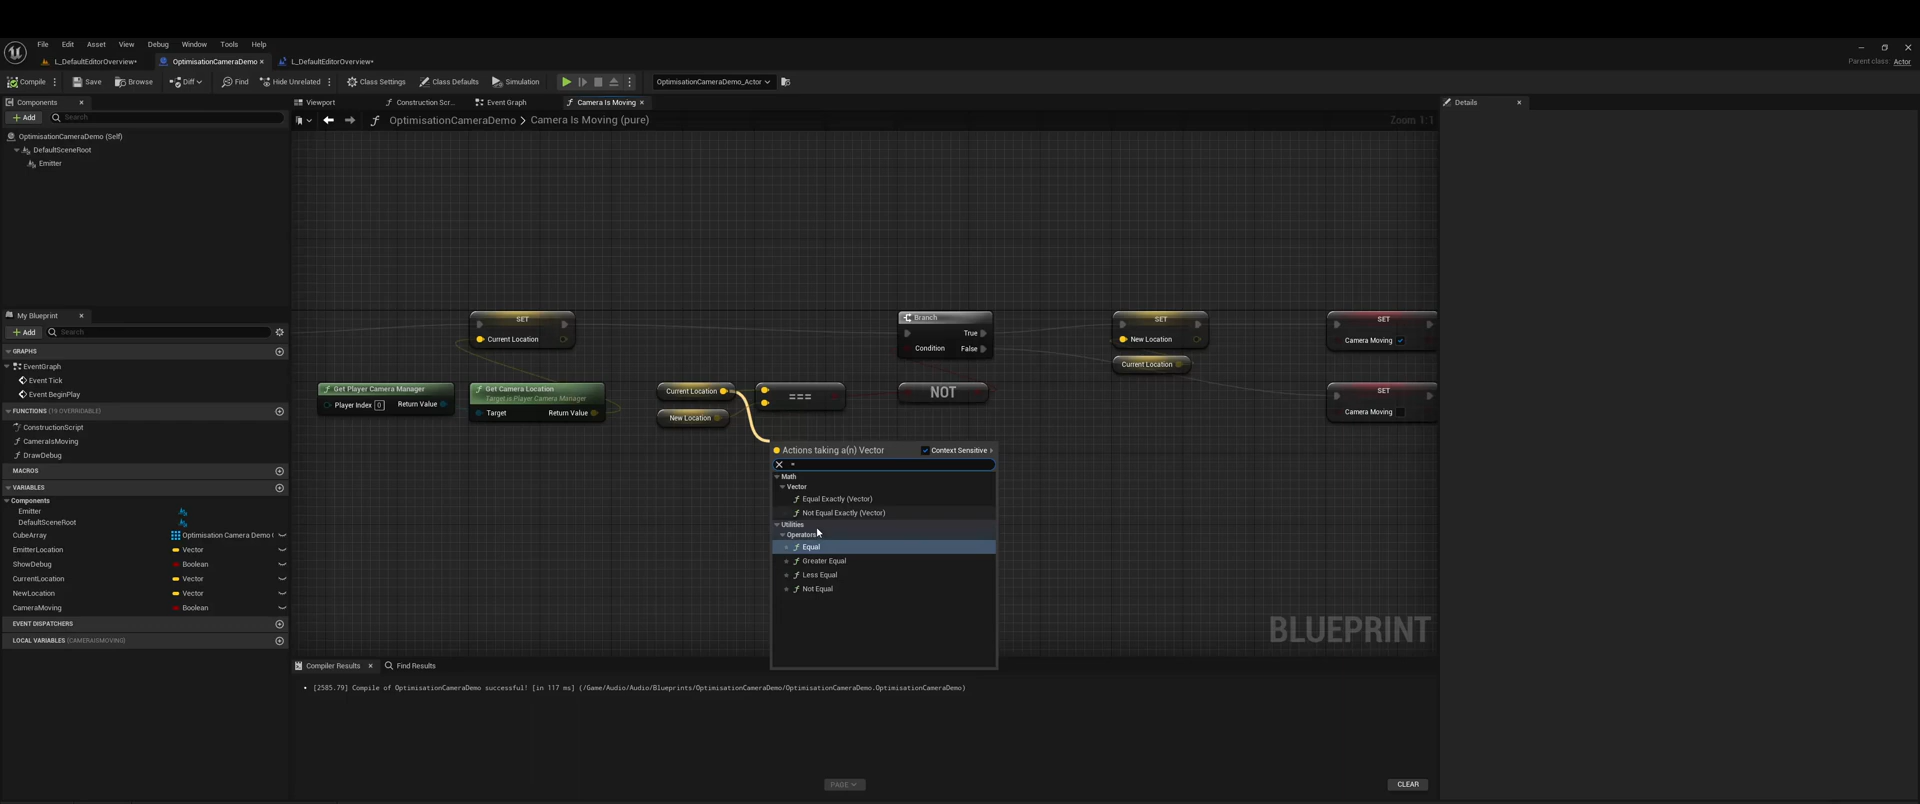 File Edit Asset View Debug Window Tools Help
L_DefaultEditorOverview* OptimisationCameraDemo L_DefaultEditorOverview*
Parent class: Actor
Compile Save Browse Diff Find Hide Unrelated Class Settings Class Defaults Simulation OptimisationCameraDemo_Actor
Components
Viewport Construction Scr... Event Graph Camera Is Moving
Details
Add Search
OptimisationCameraDemo > Camera Is Moving (pure)
Zoom 1:1
OptimisationCameraDemo (Self)
DefaultSceneRoot
Emitter
My Blueprint
Add Search
GRAPHS
EventGraph
Event Tick
Event BeginPlay
FUNCTIONS (19 OVERRIDABLE)
ConstructionScript
CameraIsMoving
DrawDebug
MACROS
VARIABLES
Components
Emitter
DefaultSceneRoot
CubeArray Optimisation Camera Demo (
EmitterLocation Vector
ShowDebug Boolean
CurrentLocation Vector
NewLocation Vector
CameraMoving Boolean
EVENT DISPATCHERS
LOCAL VARIABLES (CAMERAISMOVING)
SET
Current Location
Get Player Camera Manager
Player Index 0 Return Value
Get Camera Location
Target is Player Camera Manager
Target Return Value
Current Location
New Location
===
Branch
True
Condition False
NOT
SET
New Location
Current Location
SET
Camera Moving
SET
Camera Moving
Actions taking a(n) Vector Context Sensitive
=
Math
Vector
Equal Exactly (Vector)
Not Equal Exactly (Vector)
Utilities
Operators
Equal
Greater Equal
Less Equal
Not Equal
BLUEPRINT
Compiler Results Find Results
[2585.79] Compile of OptimisationCameraDemo successful! [in 117 ms] (/Game/Audio/Audio/Blueprints/OptimisationCameraDemo/OptimisationCameraDemo.OptimisationCameraDemo)
PAGE
CLEAR